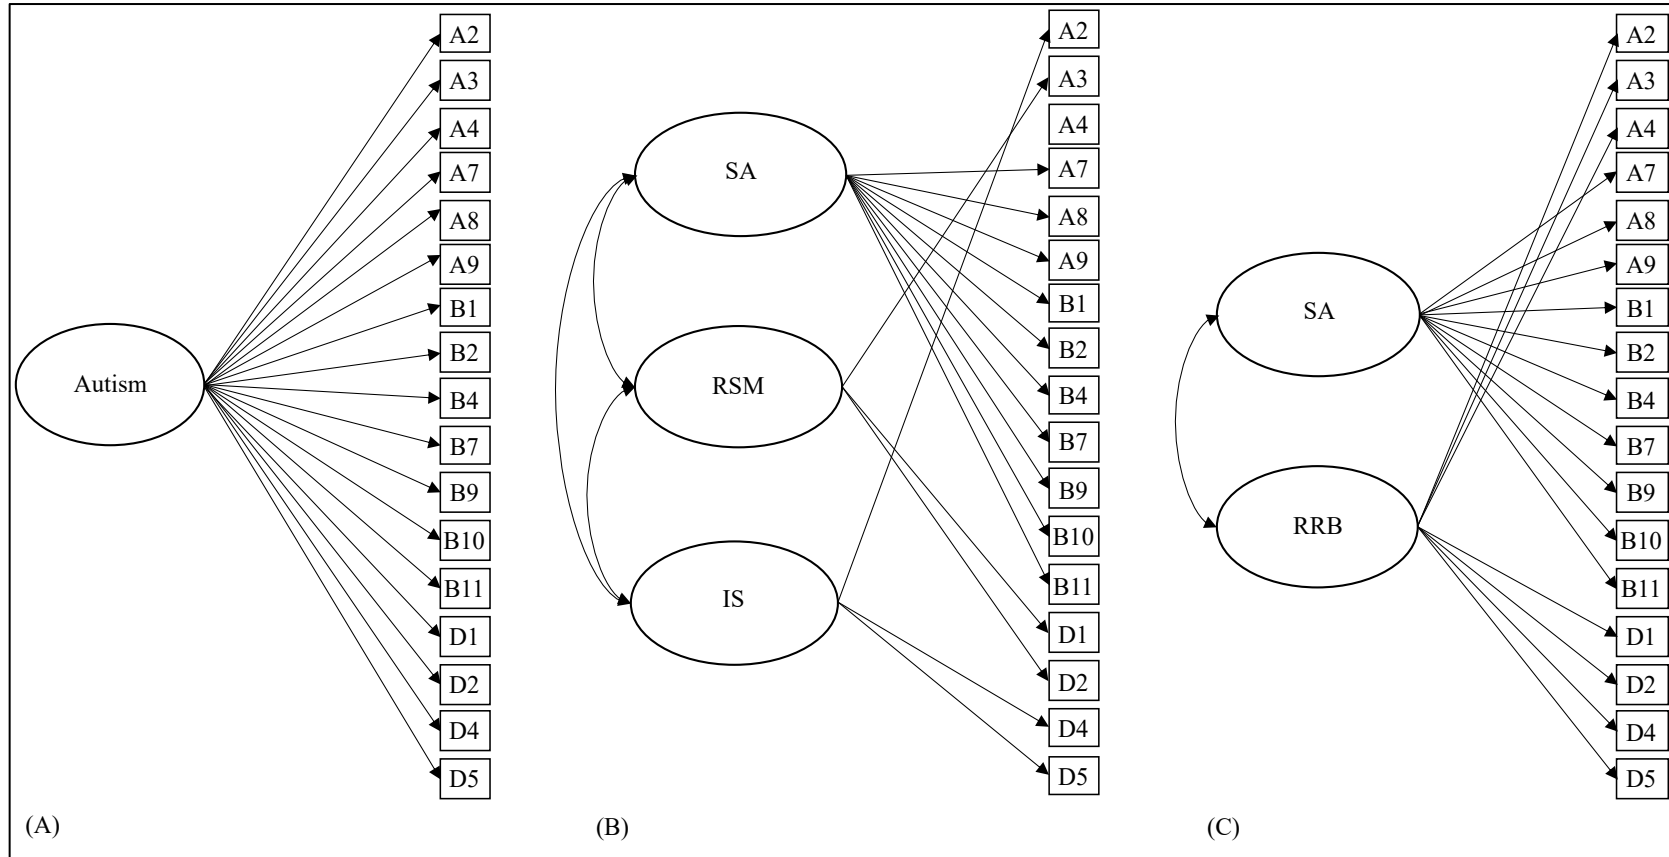 Autism
A2
A3
A4
A7
A8
A9
B1
B2
B4
B7
B9
B10
B11
D1
D2
D4
D5
(A)
SA
RSM
IS
A2
A3
A4
A7
A8
A9
B1
B2
B4
B7
B9
B10
B11
D1
D2
D4
D5
(B)
SA
RRB
A2
A3
A4
A7
A8
A9
B1
B2
B4
B7
B9
B10
B11
D1
D2
D4
D5
(C)